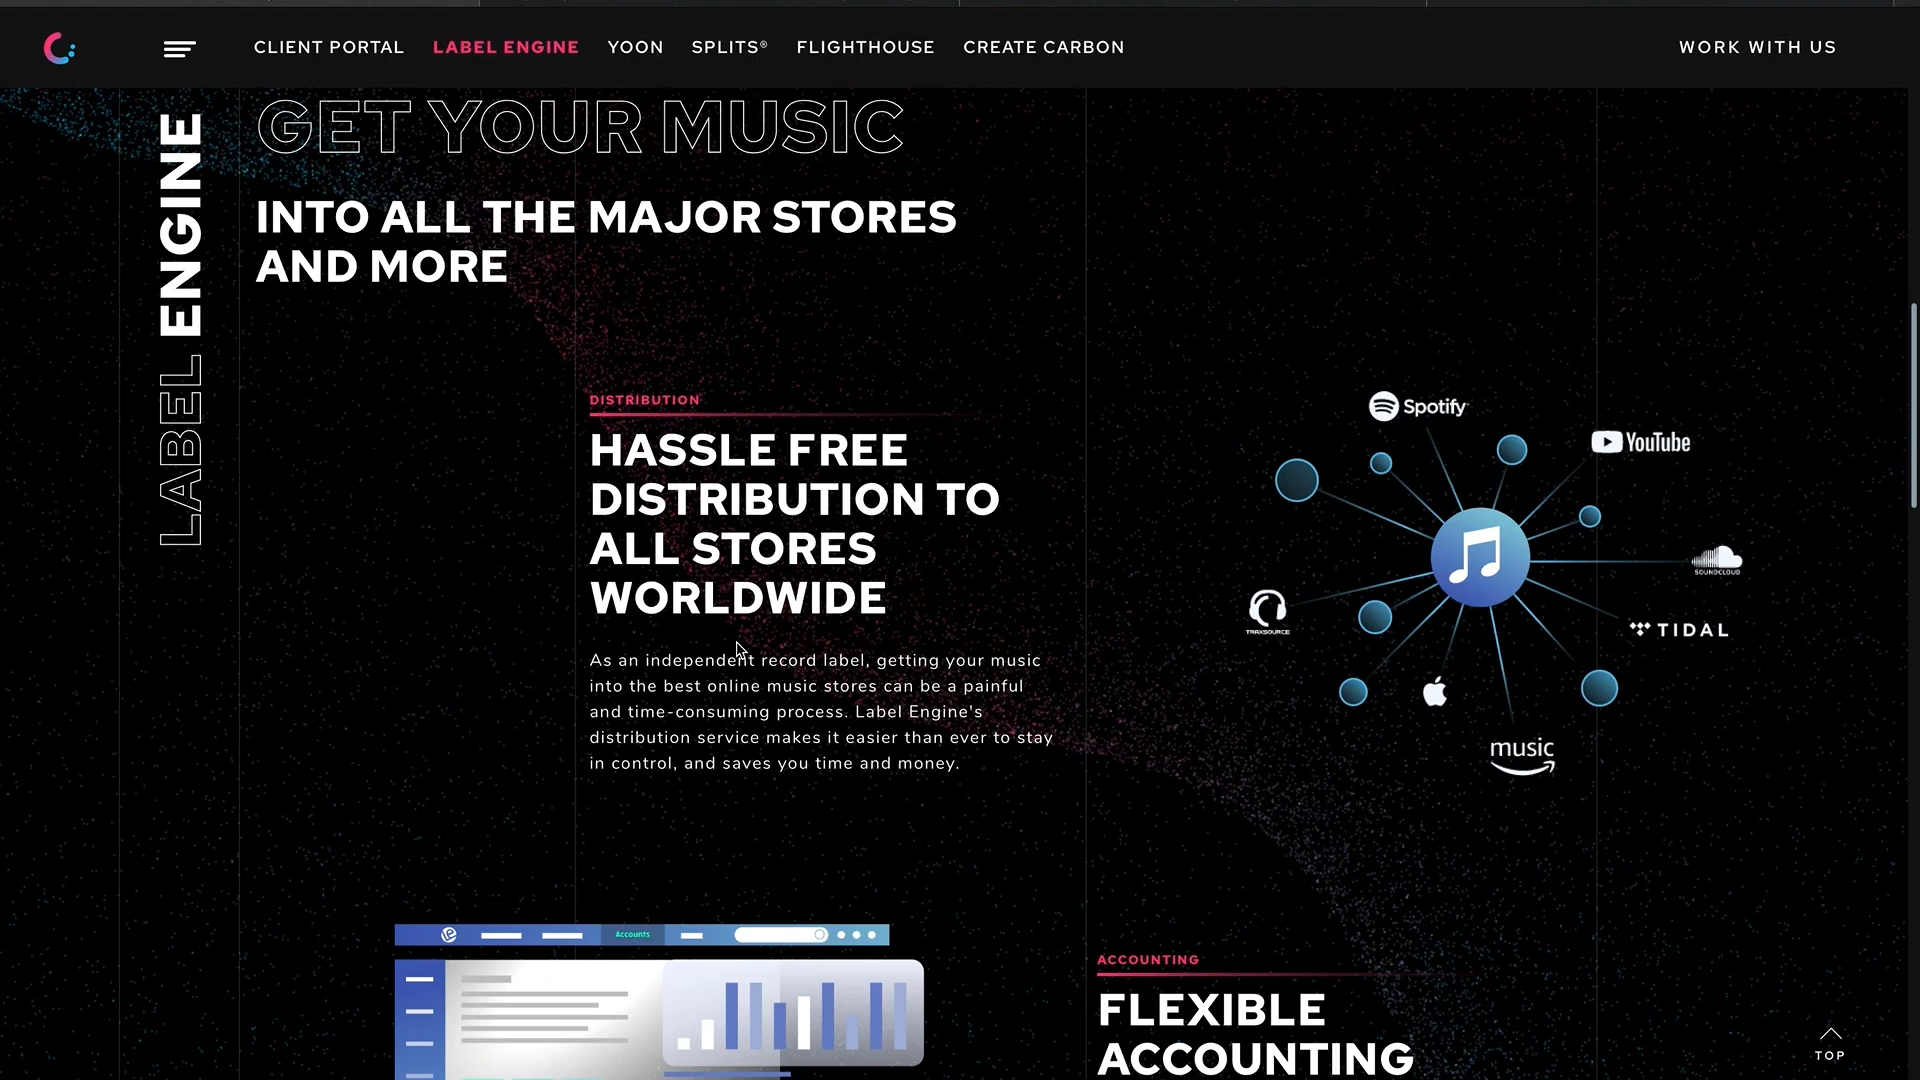 CLIENT PORTAL LABEL ENGINE YOON SPLITS® FLIGHTHOUSE CREATE CARBON WORK WITH US
LABEL ENGINE
GET YOUR MUSIC
INTO ALL THE MAJOR STORES
AND MORE
DISTRIBUTION
HASSLE FREE
DISTRIBUTION TO
ALL STORES
WORLDWIDE
As an independent record label, getting your music
into the best online music stores can be a painful
and time-consuming process. Label Engine's
distribution service makes it easier than ever to stay
in control, and saves you time and money.
Spotify
YouTube
SOUNDCLOUD
TRAXSOURCE
TIDAL
music
Accounts
ACCOUNTING
FLEXIBLE
ACCOUNTING
TOP